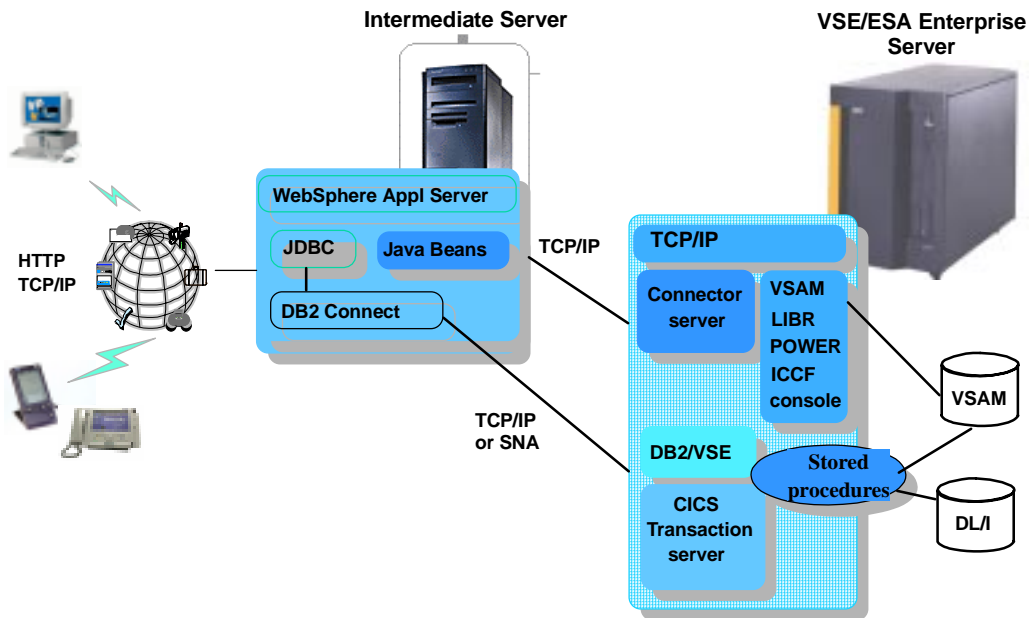 Intermediate Server
VSE/ESA Enterprise
Server
WebSphere Appl Server
JDBC
Java Beans
DB2 Connect
HTTP
TCP/IP
TCP/IP
TCP/IP
or SNA
TCP/IP
Connector
server
VSAM
LIBR
POWER
ICCF
console
DB2/VSE
CICS
Transaction
server
Stored
procedures
VSAM
DL/I